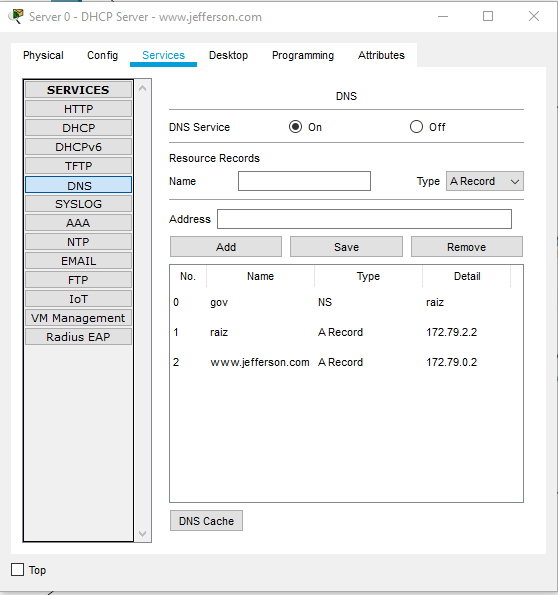 Server 0 - DHCP Server - www.jefferson.com
Physical Config Services Desktop Programming Attributes
SERVICES
HTTP
DHCP
DHCPv6
TFTP
DNS
SYSLOG
AAA
NTP
EMAIL
FTP
IoT
VM Management
Radius EAP
DNS
DNS Service On Off
Resource Records
Name Type A Record
Address
Add Save Remove
No. Name Type Detail
0 gov NS raiz
1 raiz A Record 172.79.2.2
2 www.jefferson.com A Record 172.79.0.2
DNS Cache
Top